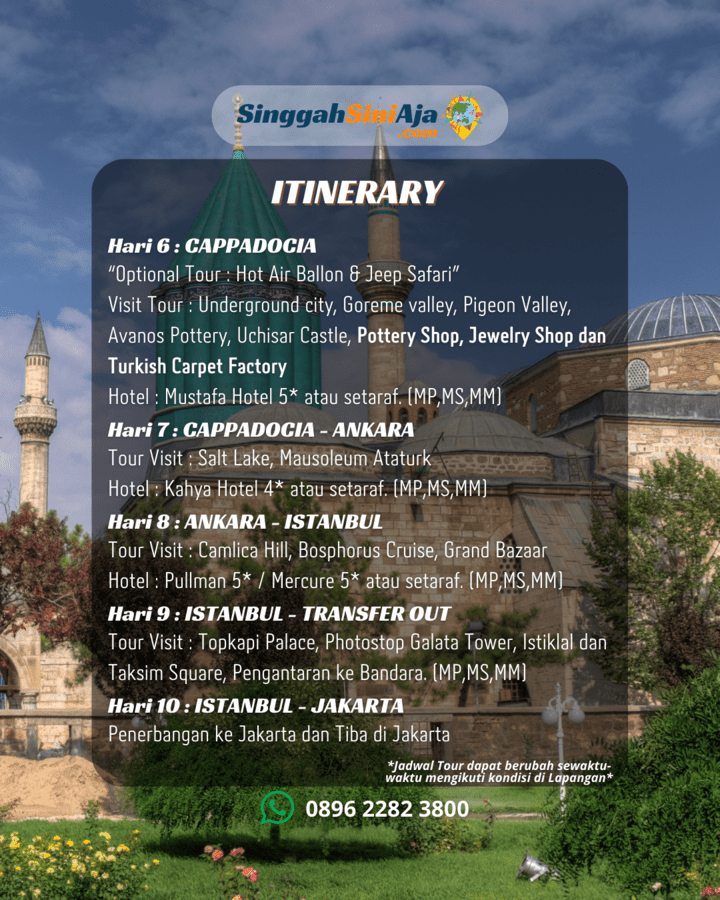 SinggahSiniAja
.com
ITINERARY
Hari 6 : CAPPADOCIA
“Optional Tour : Hot Air Ballon & Jeep Safari”
Visit Tour : Underground city, Goreme valley, Pigeon Valley,
Avanos Pottery, Uchisar Castle, Pottery Shop, Jewelry Shop dan
Turkish Carpet Factory
Hotel : Mustafa Hotel 5* atau setaraf. (MP,MS,MM)
Hari 7 : CAPPADOCIA - ANKARA
Tour Visit : Salt Lake, Mausoleum Ataturk
Hotel : Kahya Hotel 4* atau setaraf. (MP,MS,MM)
Hari 8 : ANKARA - ISTANBUL
Tour Visit : Camlica Hill, Bosphorus Cruise, Grand Bazaar
Hotel : Pullman 5* / Mercure 5* atau setaraf. (MP,MS,MM)
Hari 9 : ISTANBUL - TRANSFER OUT
Tour Visit : Topkapi Palace, Photostop Galata Tower, Istiklal dan
Taksim Square, Pengantaran ke Bandara. (MP,MS,MM)
Hari 10 : ISTANBUL - JAKARTA
Penerbangan ke Jakarta dan Tiba di Jakarta
*Jadwal Tour dapat berubah sewaktu-
waktu mengikuti kondisi di Lapangan*
0896 2282 3800